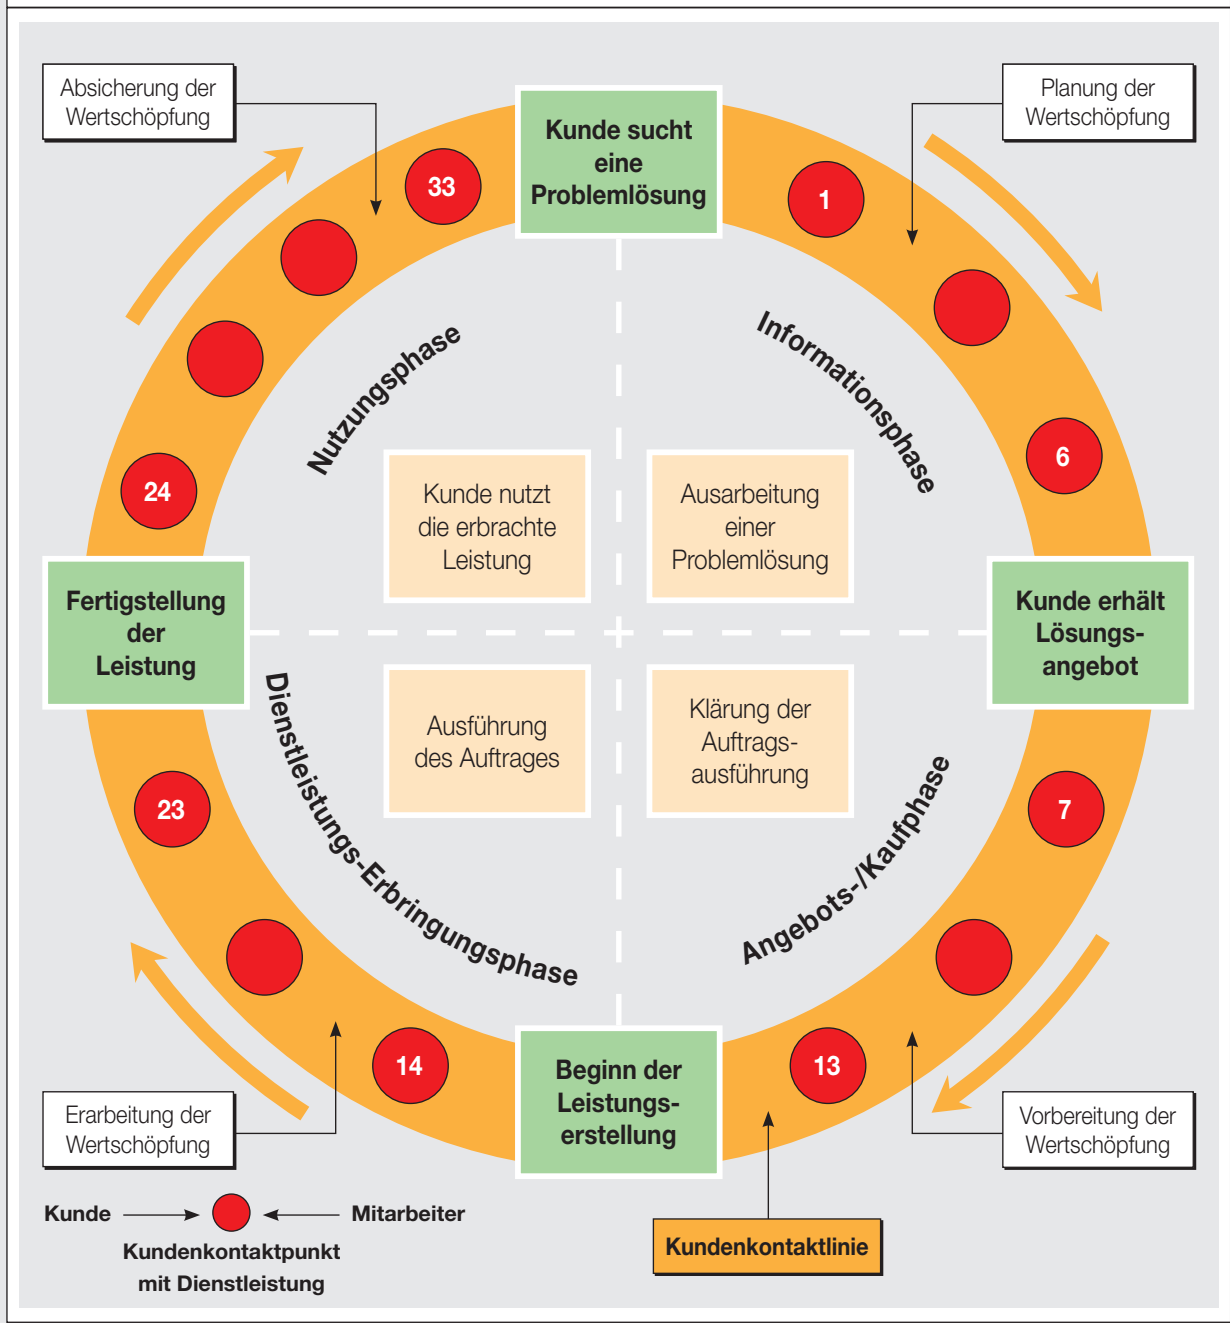 Absicherung der
Wertschöpfung
Kunde sucht
eine
Problemlösung
Planung der
Wertschöpfung
33
1
6
24
Nutzungsphase
Informationsphase
Kunde nutzt
die erbrachte
Leistung
Ausarbeitung
einer
Problemlösung
Fertigstellung
der
Leistung
Kunde erhält
Lösungs-
angebot
Dienstleistungs-Erbringungsphase
Ausführung
des Auftrages
Klärung der
Auftrags-
ausführung
Angebots-/Kaufphase
23
7
14
13
Beginn der
Leistungs-
erstellung
Erarbeitung der
Wertschöpfung
Vorbereitung der
Wertschöpfung
Kunde
Mitarbeiter
Kundenkontaktpunkt
mit Dienstleistung
Kundenkontaktlinie